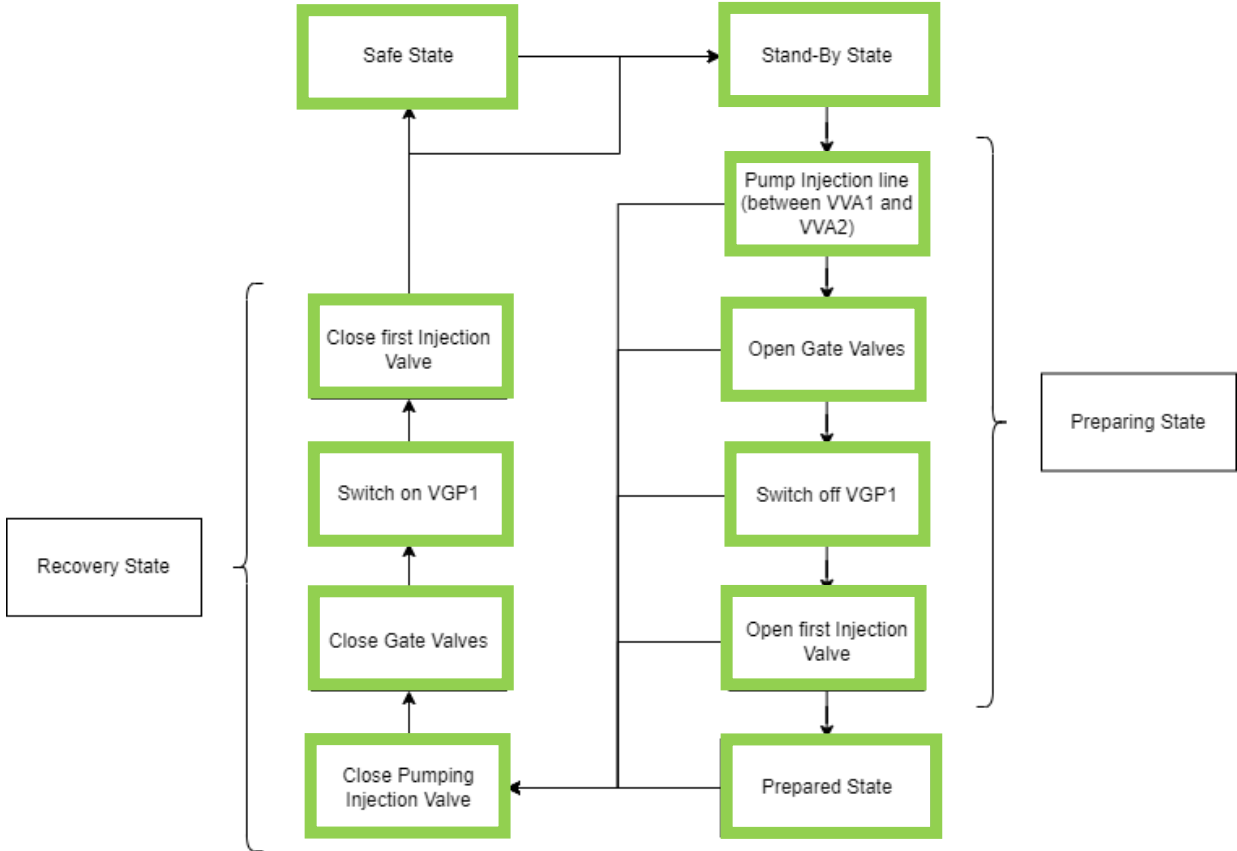 Safe State
Stand-By State
Pump Injection line
(between VVA1 and
VVA2)
Open Gate Valves
Switch off VGP1
Open first Injection
Valve
Prepared State
Preparing State
Close Pumping
Injection Valve
Close Gate Valves
Switch on VGP1
Close first Injection
Valve
Recovery State